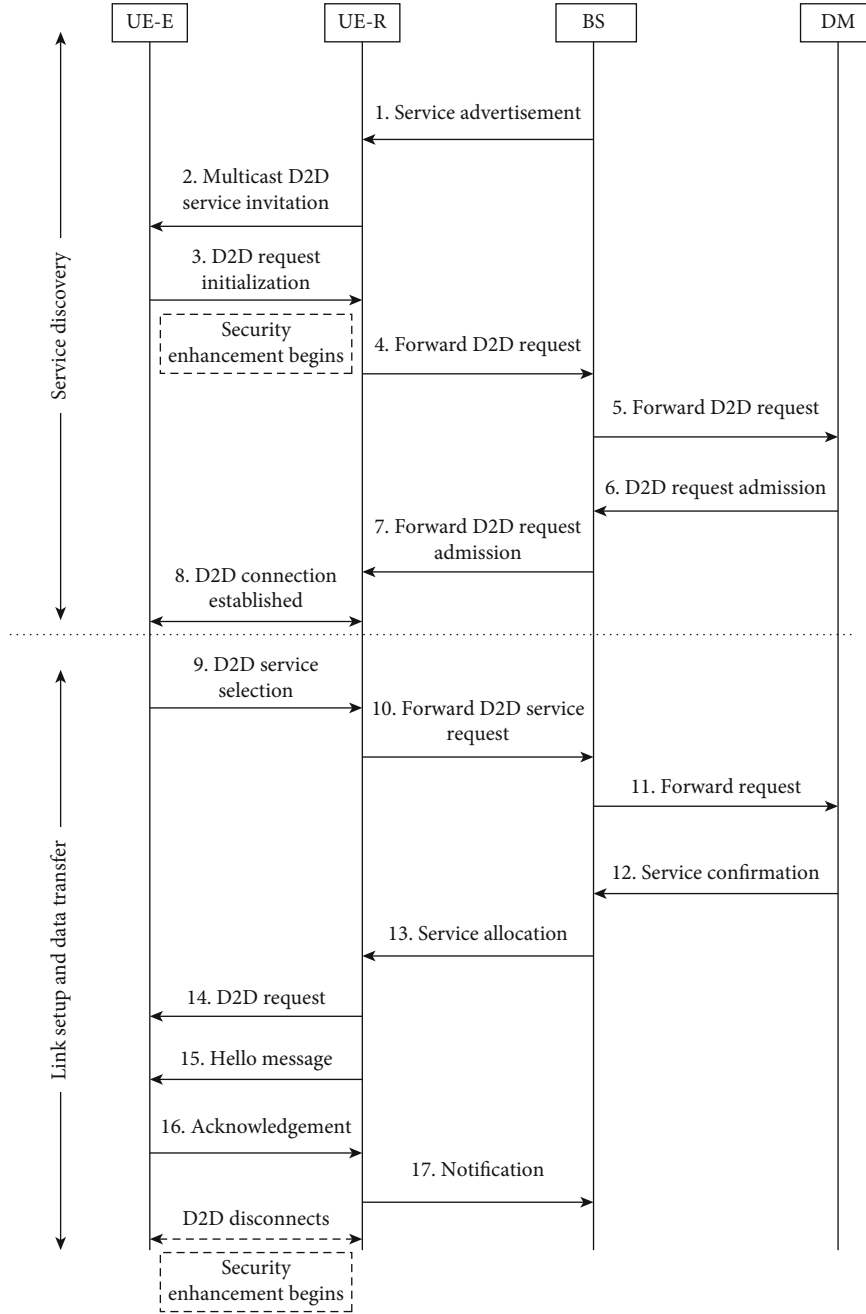 UE-E
UE-R
BS
DM
1. Service advertisement
2. Multicast D2D
service invitation
3. D2D request
initialization
Security
enhancement begins
4. Forward D2D request
5. Forward D2D request
6. D2D request admission
7. Forward D2D request
admission
8. D2D connection
established
Service discovery
9. D2D service
selection
10. Forward D2D service
request
11. Forward request
12. Service confirmation
13. Service allocation
14. D2D request
15. Hello message
16. Acknowledgement
17. Notification
D2D disconnects
Security
enhancement begins
Link setup and data transfer